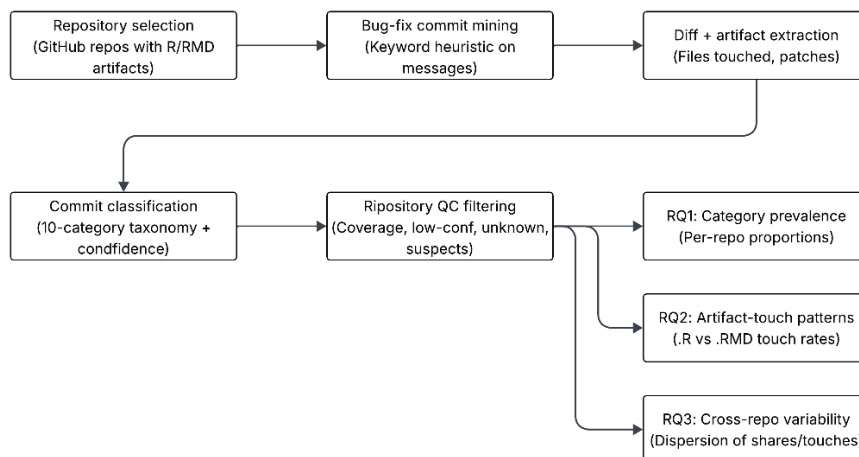 Repository selection
(GitHub repos with R/RMD
artifacts)
Bug-fix commit mining
(Keyword heuristic on
messages)
Diff + artifact extraction
(Files touched, patches)
Commit classification
(10-category taxonomy +
condfidence)
Ripository QC filtering
(Coverage, low-conf, unknown,
suspects)
RQ1: Category prevalence
(Per-repo proportions)
RQ2: Artifact-touch patterns
(.R vs .RMD touch rates)
RQ3: Cross-repo variability
(Dispersion of shares/touches